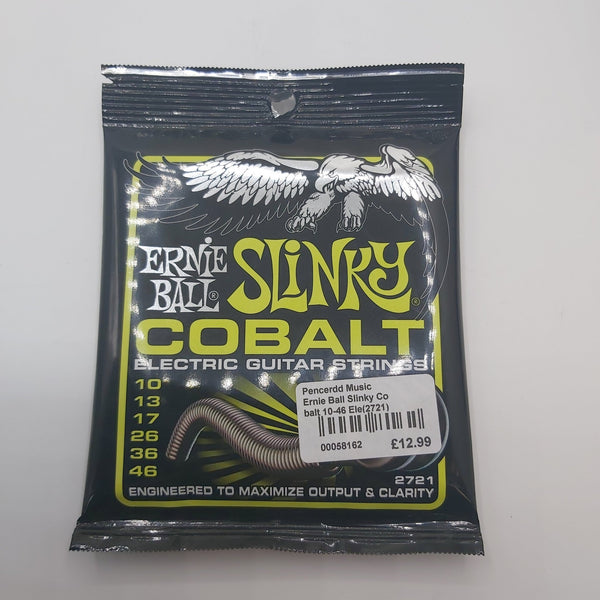 ERNiE
BALL®
SLiNKY®
COBALT
ELECTRIC GUITAR STRINGS
10
13
17
26
36
46
Pencerdd Music
Ernie Ball Slinky Co
balt 10-46 Ele(2721)
00058162
£12.99
2721
ENGINEERED TO MAXIMIZE OUTPUT & CLARITY